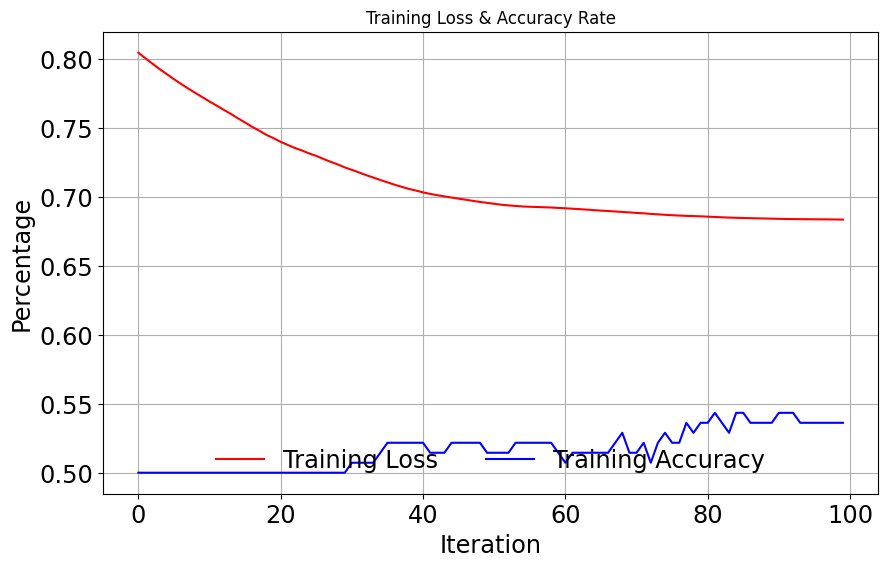 Training Loss & Accuracy Rate
0.80
0.75
0.70
0.65
0.60
0.55
0.50
Percentage
Training Loss Training Accuracy
0 20 40 60 80 100
Iteration